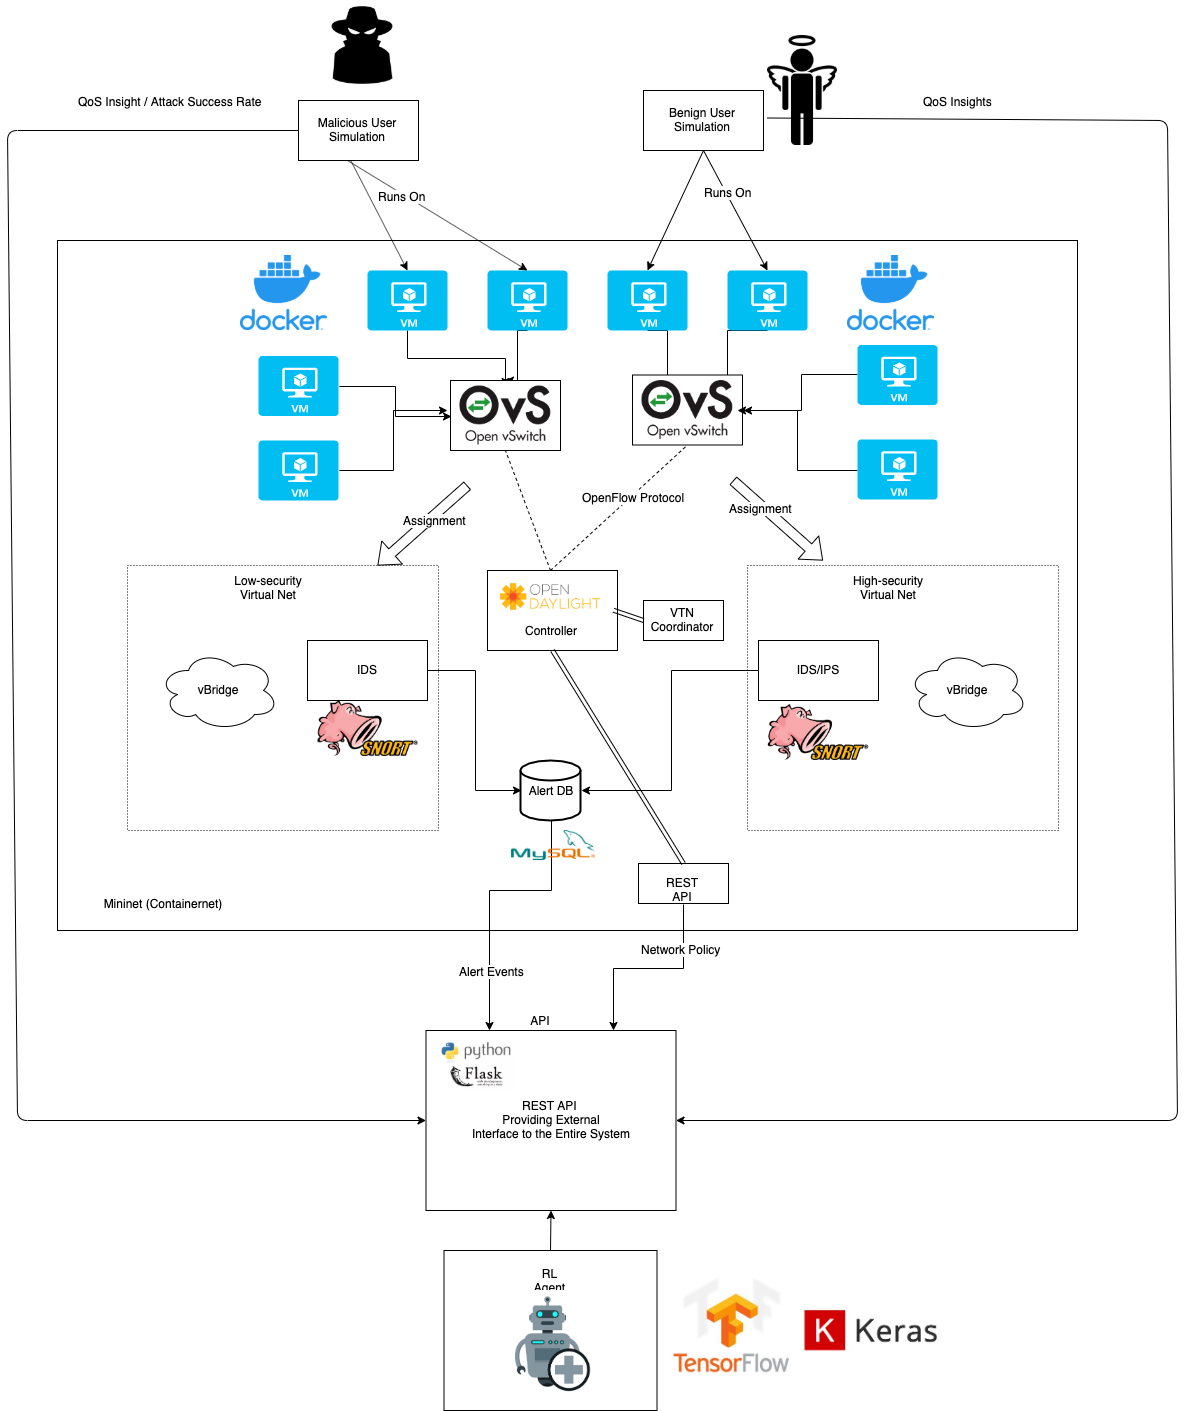 QoS Insight / Attack Success Rate
QoS Insights
Malicious User
Simulation
Benign User
Simulation
Runs On
Runs On
docker
VM
VM
VM
VM
docker
VM
VM
VM
VM
OvS
Open vSwitch
OvS
Open vSwitch
OpenFlow Protocol
Assignment
Assignment
Low-security
Virtual Net
High-security
Virtual Net
OPEN
DAYLIGHT
Controller
VTN
Coordinator
IDS
IDS/IPS
vBridge
vBridge
SNORT®
SNORT®
Alert DB
MySQL
REST
API
Mininet (Containernet)
Network Policy
Alert Events
API
python
Flask
REST API
Providing External
Interface to the Entire System
RL
Agent
TensorFlow
K Keras